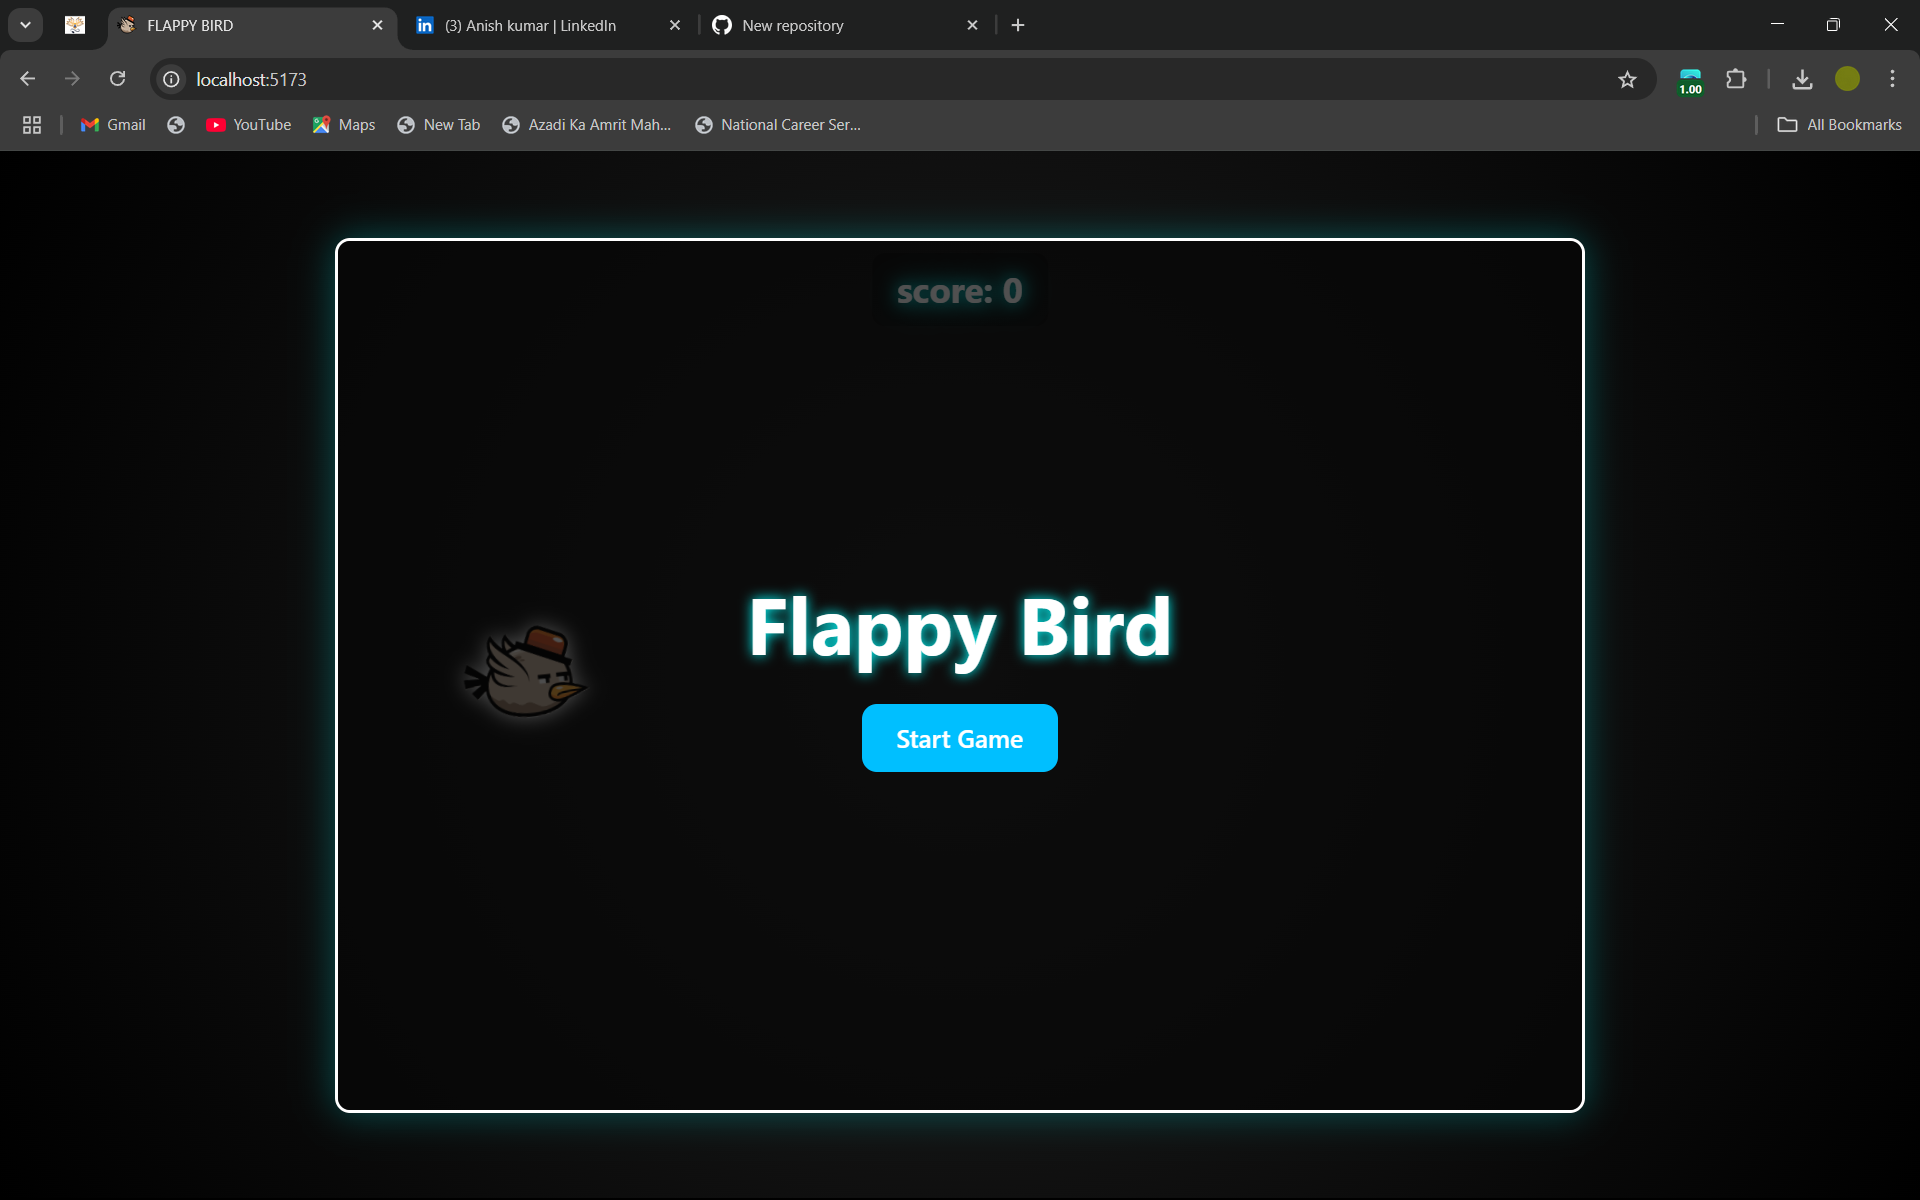 FLAPPY BIRD
in (3) Anish kumar | LinkedIn
New repository
localhost:5173
1.00
Gmail
YouTube
Maps
New Tab
Azadi Ka Amrit Mah...
National Career Ser...
All Bookmarks
score: 0
Flappy Bird
Start Game